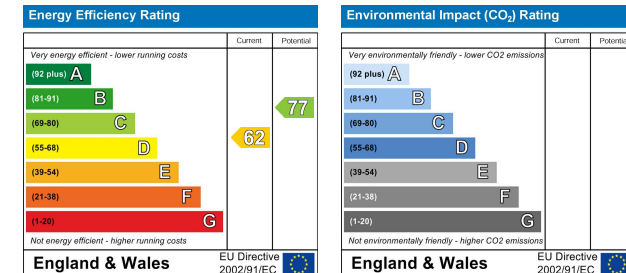 Energy Efficiency Rating
Current Potential
Very energy efficient - lower running costs
(92 plus) A
(81-91) B
(69-80) C
(55-68) D
(39-54) E
(21-38) F
(1-20) G
62
77
Not energy efficient - higher running costs
England & Wales
EU Directive
2002/91/EC
Environmental Impact (CO₂) Rating
Current Potential
Very environmentally friendly - lower CO2 emissions
(92 plus) A
(81-91) B
(69-80) C
(55-68) D
(39-54) E
(21-38) F
(1-20) G
Not environmentally friendly - higher CO2 emissions
England & Wales
EU Directive
2002/91/EC